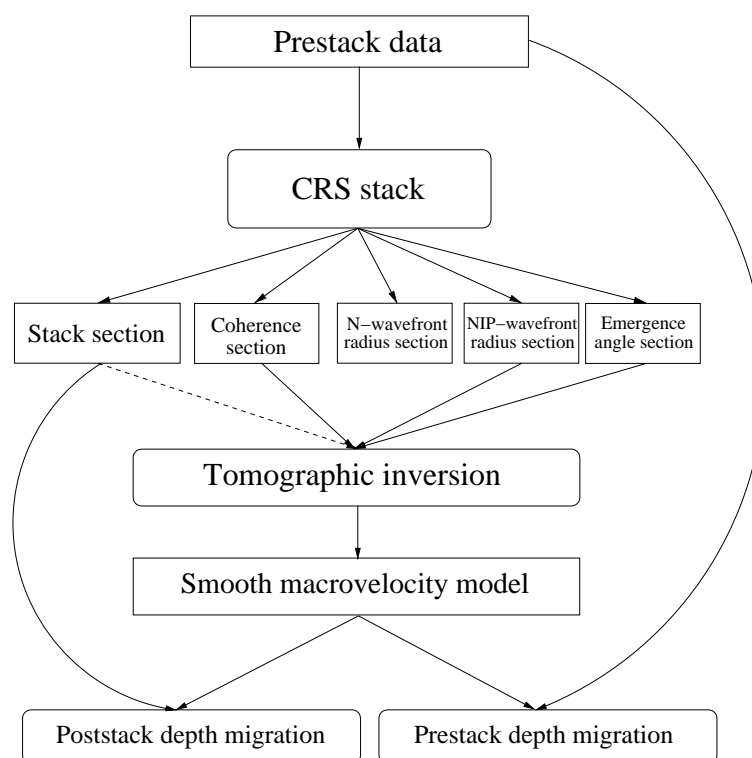 Prestack data
CRS stack
Stack section
Coherence
section
N−wavefront
radius section
NIP−wavefront
radius section
Emergence
angle section
Tomographic inversion
Smooth macrovelocity model
Poststack depth migration
Prestack depth migration